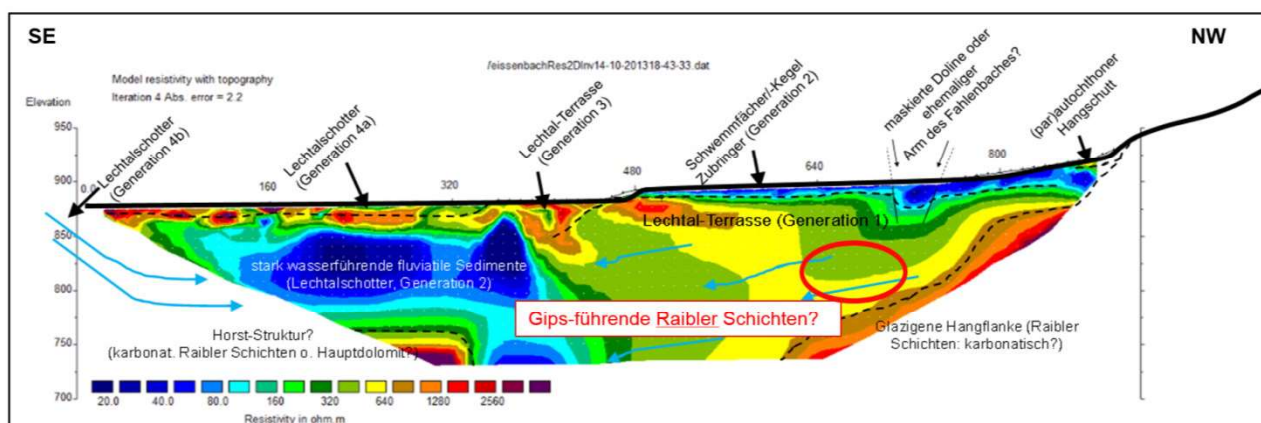 SE
NW
Model resistivity with topography
Iteration 4 Abs. error = 2.2
/eissenbachRes2DInv14-10-201318-43-33.dat
Elevation
950
900
850
800
750
700
0.0
160
320
480
640
800
Lechtalschotter
(Generation 4b)
Lechtalschotter
(Generation 4a)
Lechtal-Terrasse
(Generation 3)
Schwemmfächer/-Kegel
Zubringer (Generation 2)
maskierte Doline oder
ehemaliger
Arm des Fahlenbaches?
(par)autochthoner
Hangschutt
Lechtal-Terrasse (Generation 1)
stark wasserführende fluviatile Sedimente
(Lechtalschotter, Generation 2)
Gips-führende Raibler Schichten?
Horst-Struktur?
(karbonat. Raibler Schichten o. Hauptdolomit?)
Glazigene Hangflanke (Raibler
Schichten: karbonatisch?)
20.0 40.0 80.0 160 320 640 1280 2560
Resistivity in ohm.m